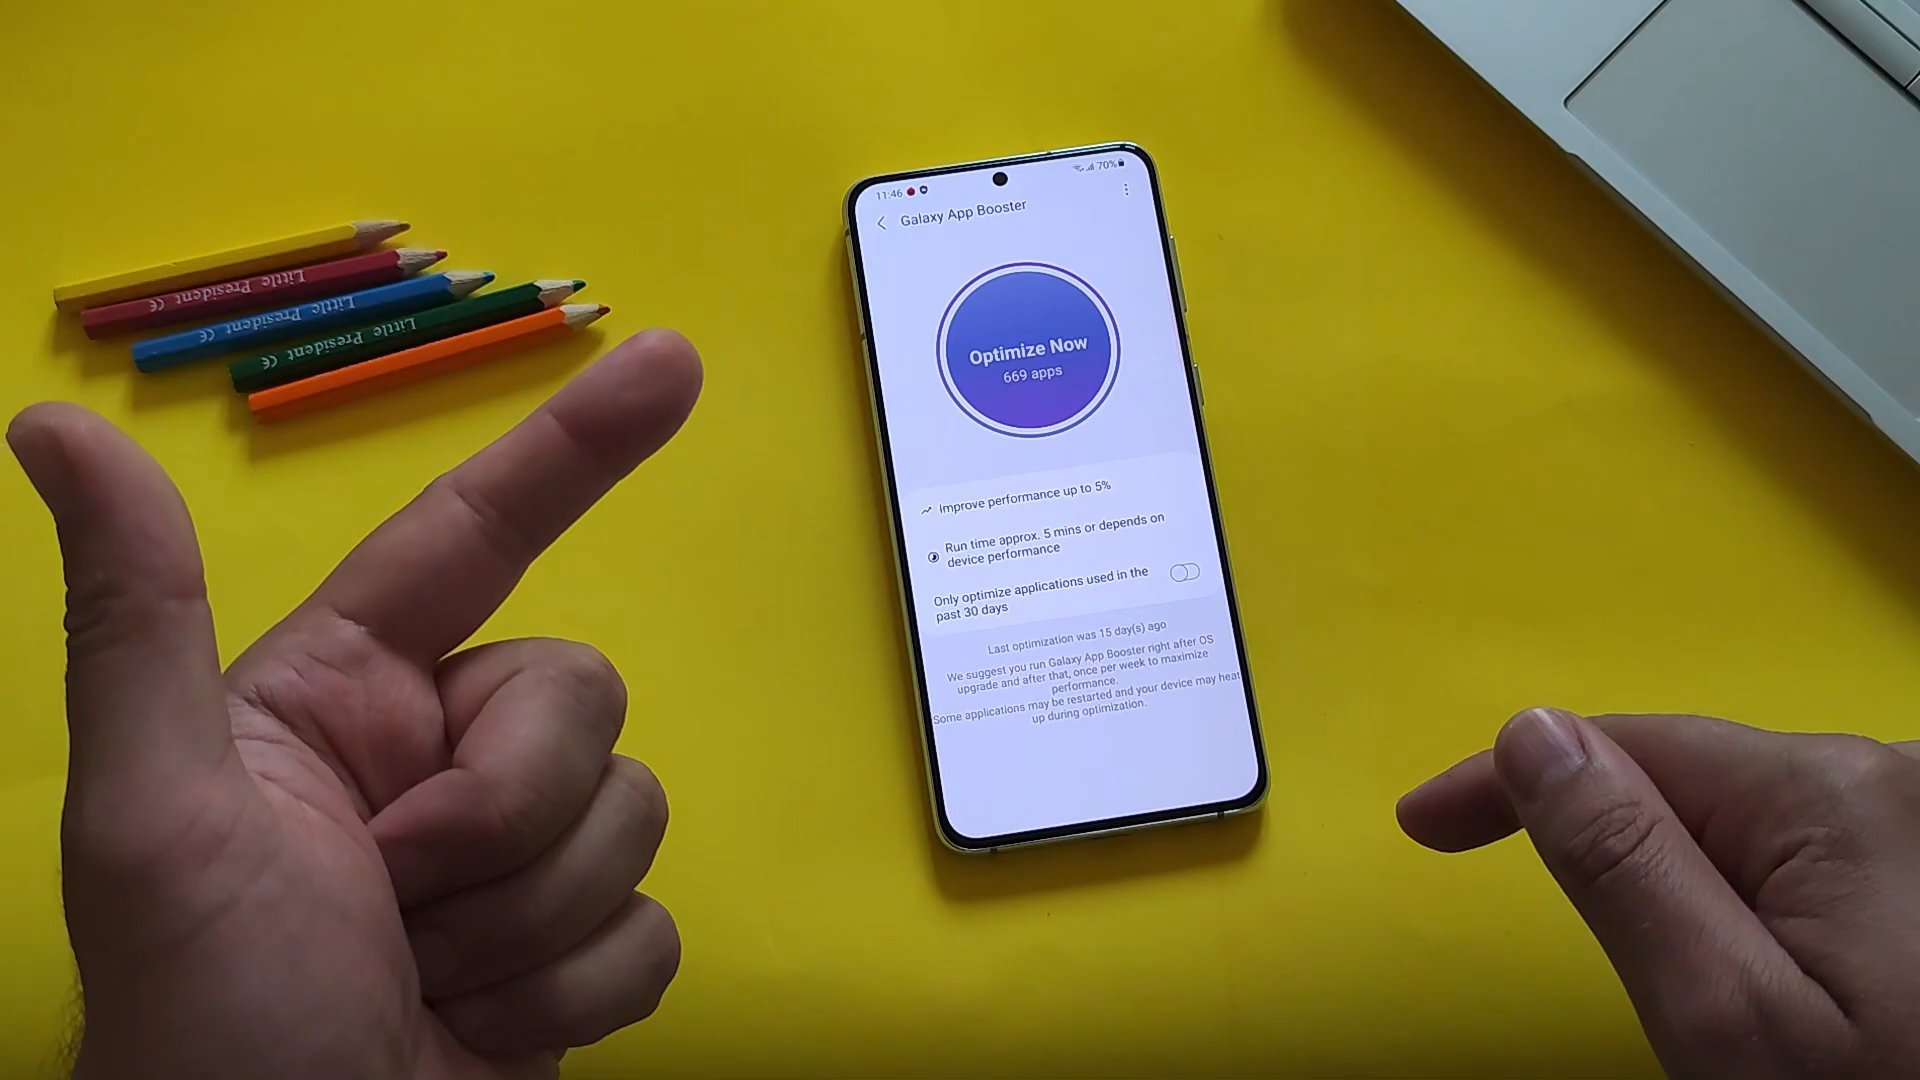 11:46
70%
Galaxy App Booster
Optimize Now
669 apps
Improve performance up to 5%
Run time approx. 5 mins or depends on
device performance
Only optimize applications used in the
past 30 days
Last optimization was 15 day(s) ago
We suggest you run Galaxy App Booster right after OS
upgrade and after that, once per week to maximize
performance.
Some applications may be restarted and your device may heat
up during optimization.
Little President CE
Little President CE
Little President CE